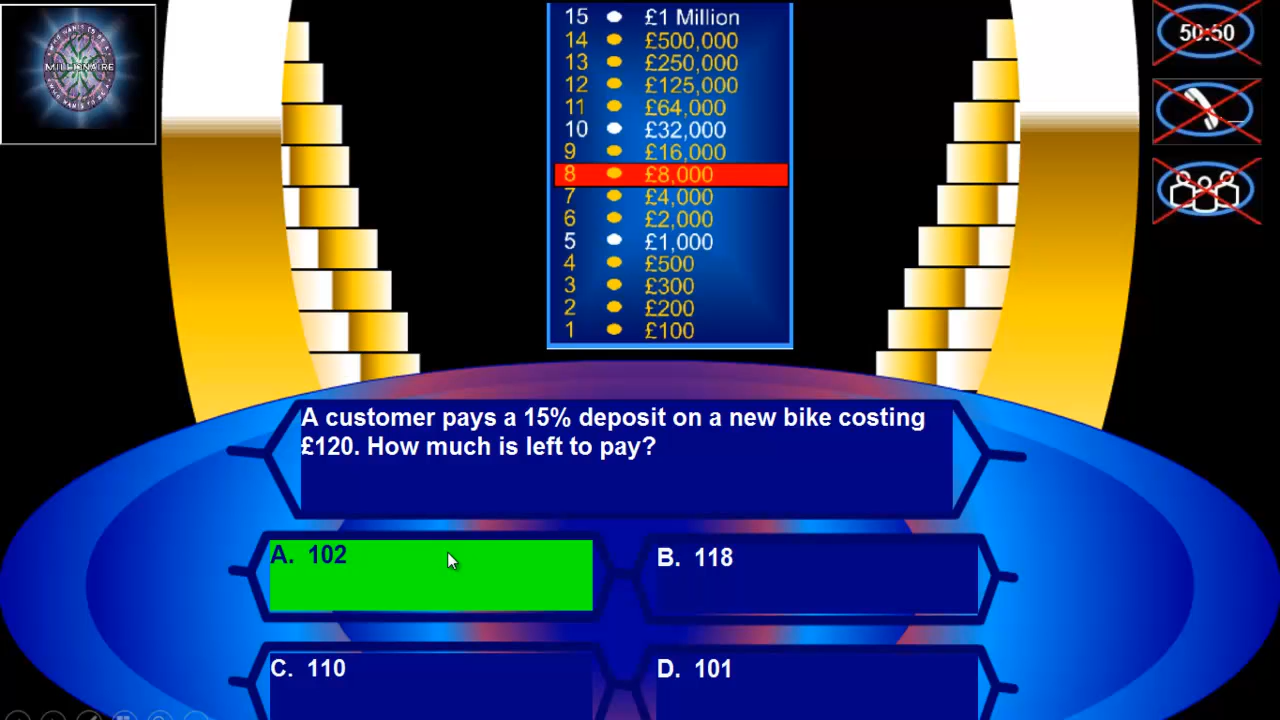 MILLIONAIRE
15 £1 Million
14 £500,000
13 £250,000
12 £125,000
11 £64,000
10 £32,000
9 £16,000
8 £8,000
7 £4,000
6 £2,000
5 £1,000
4 £500
3 £300
2 £200
1 £100
50:50
A customer pays a 15% deposit on a new bike costing
£120. How much is left to pay?
A. 102
B. 118
C. 110
D. 101